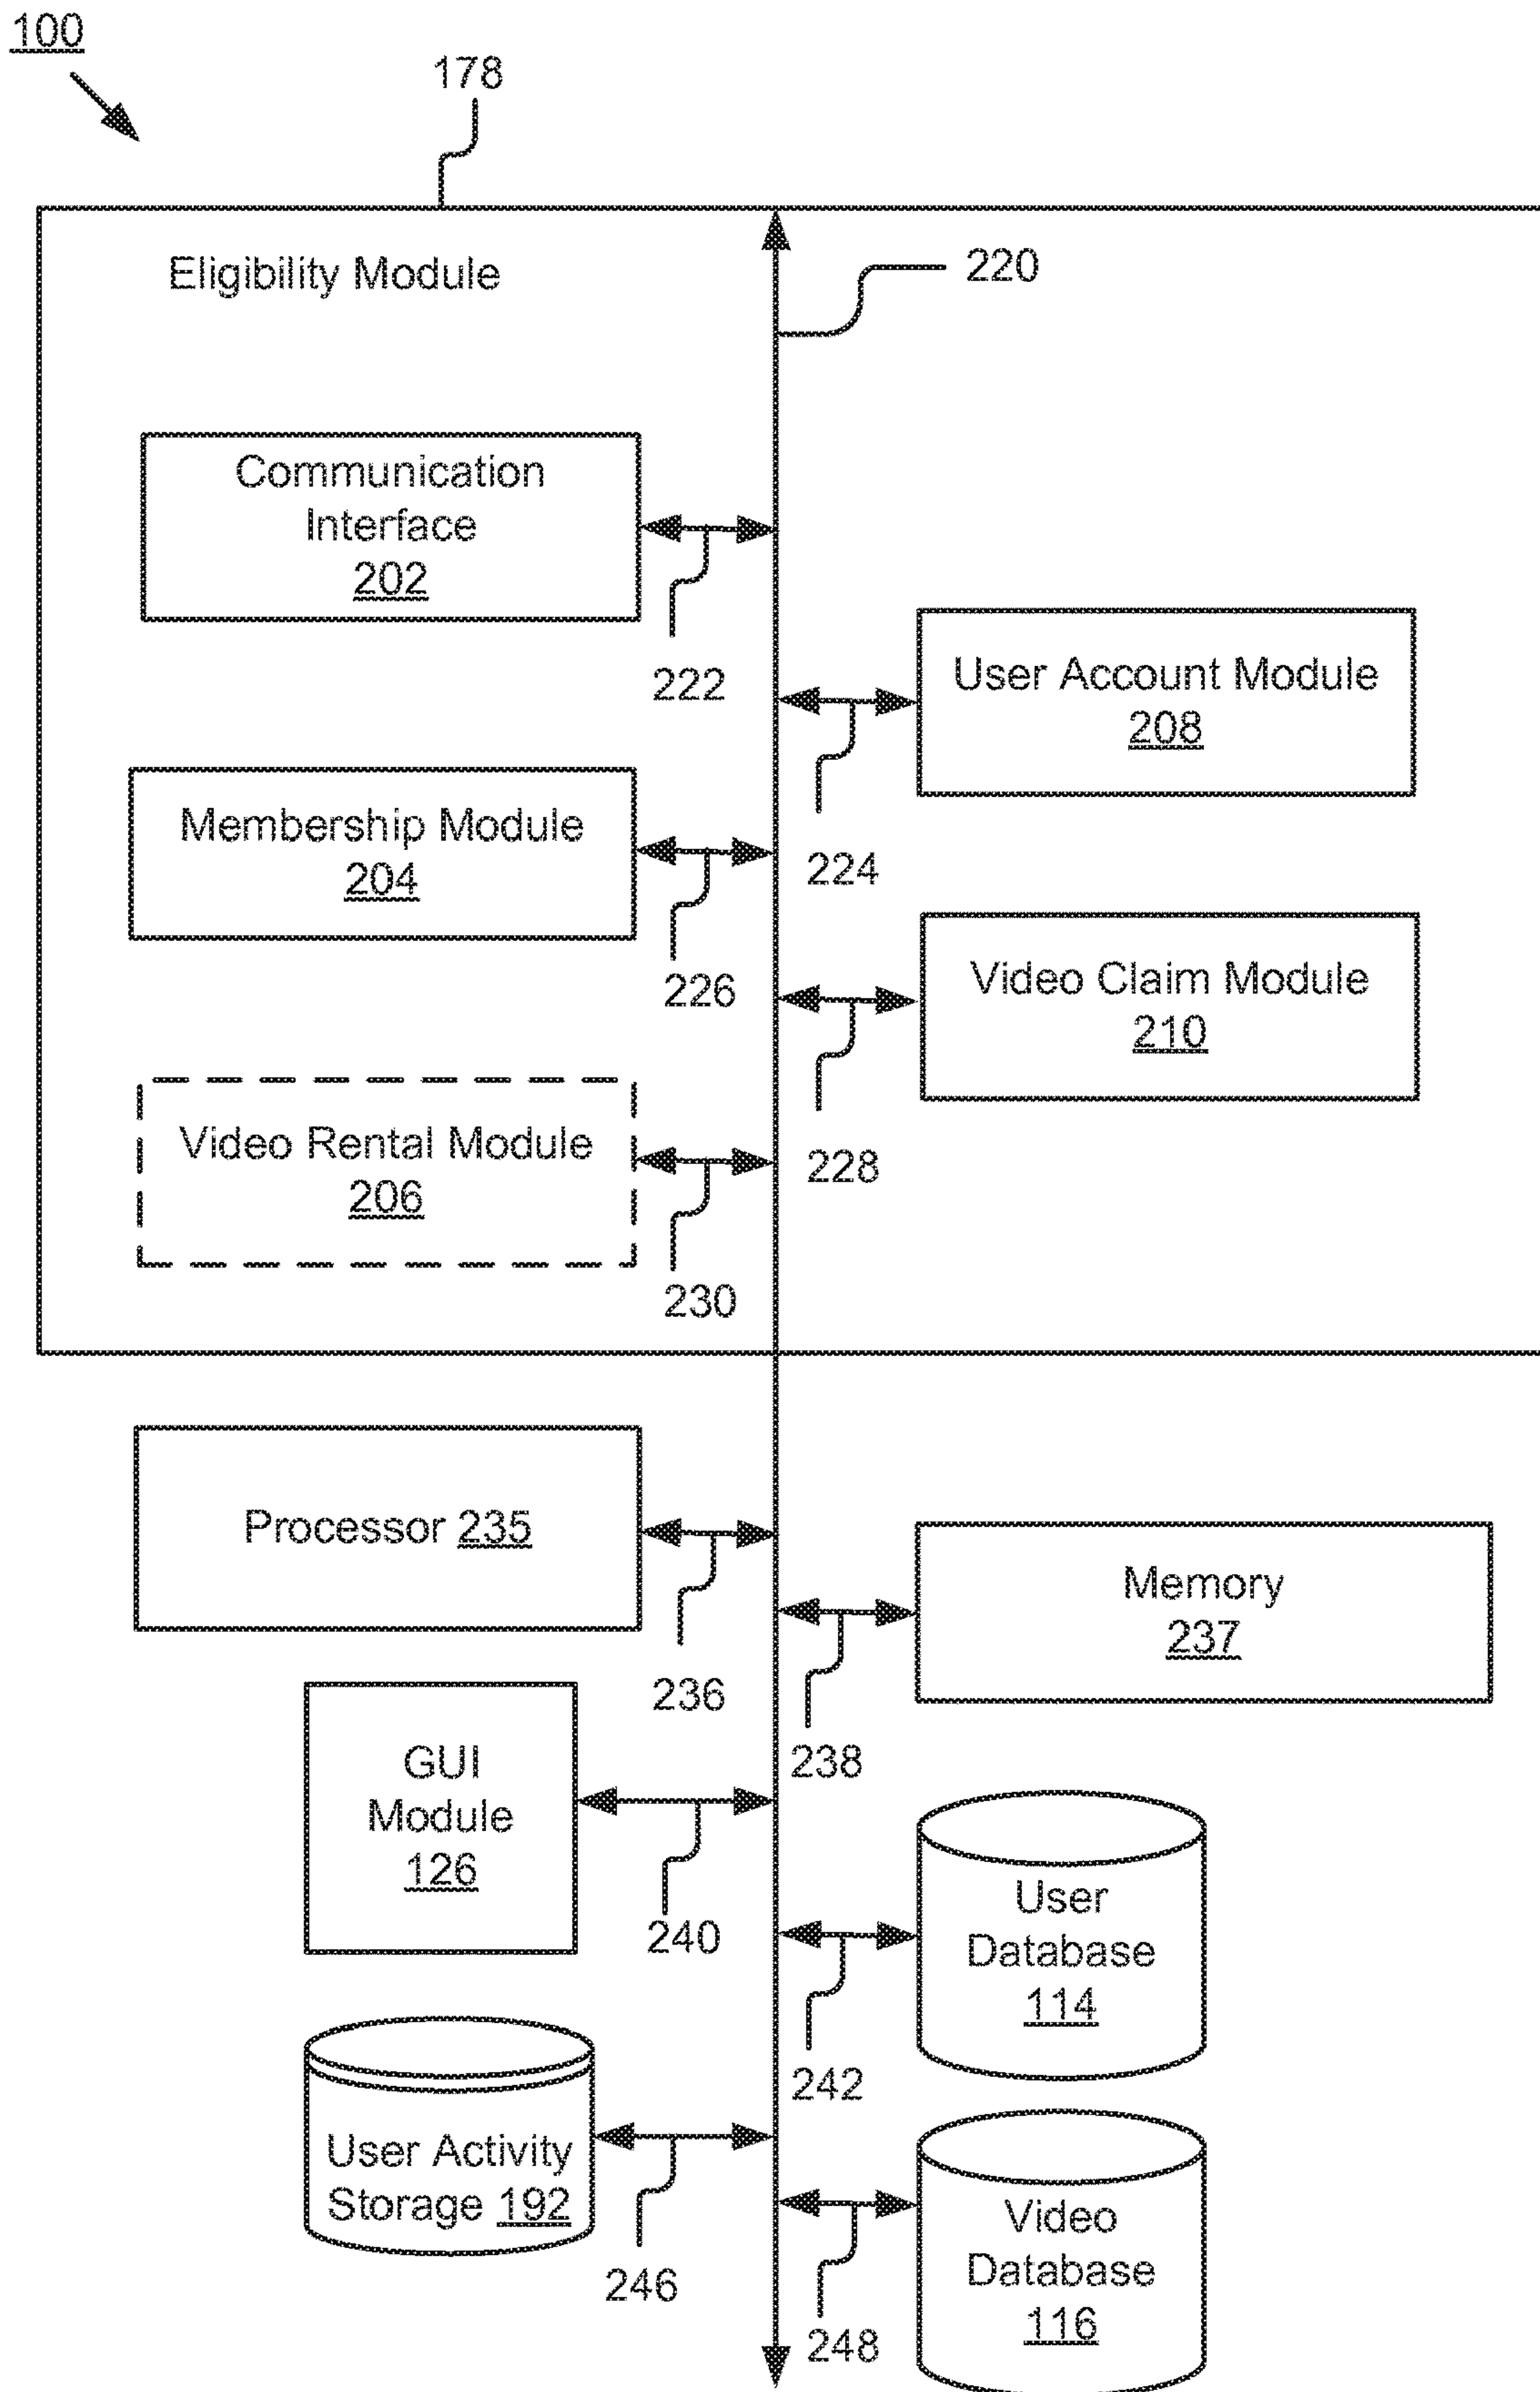 100
178
Eligibility Module
220
Communication
Interface
202
222
User Account Module
208
224
Membership Module
204
226
Video Claim Module
210
228
Video Rental Module
206
230
Processor 235
236
Memory
237
238
GUI
Module
126
240
User
Database
114
242
User Activity
Storage 192
246
Video
Database
116
248